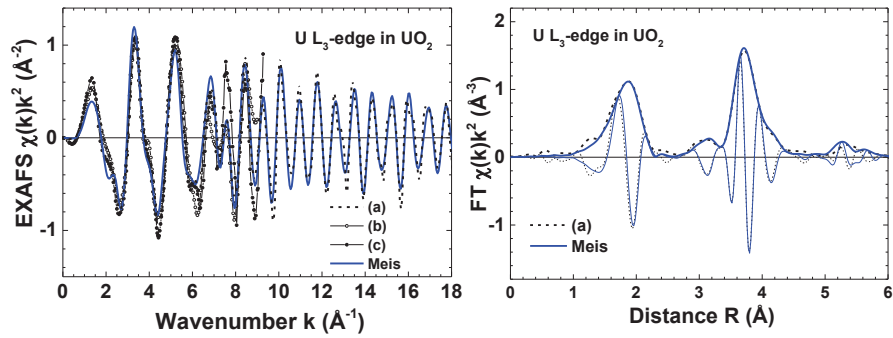 U L₃-edge in UO₂
EXAFS χ(k)k² (Å⁻²)
1
0
-1
(a)
(b)
(c)
Meis
0 2 4 6 8 10 12 14 16 18
Wavenumber k (Å⁻¹)
U L₃-edge in UO₂
FT χ(k)k² (Å⁻³)
2
1
0
-1
(a)
Meis
0 1 2 3 4 5 6
Distance R (Å)